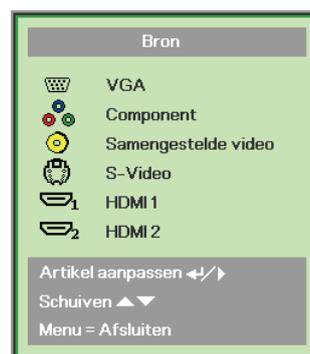 Bron
VGA
Component
Samengestelde video
S-Video
HDMI 1
HDMI 2
Artikel aanpassen ↵/▶
Schuiven ▲▼
Menu = Afsluiten